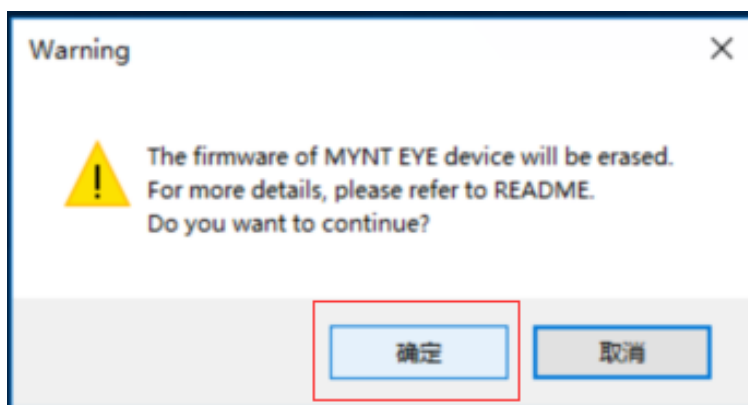 Warning
The firmware of MYNT EYE device will be erased.
For more details, please refer to README.
Do you want to continue?
确定
取消